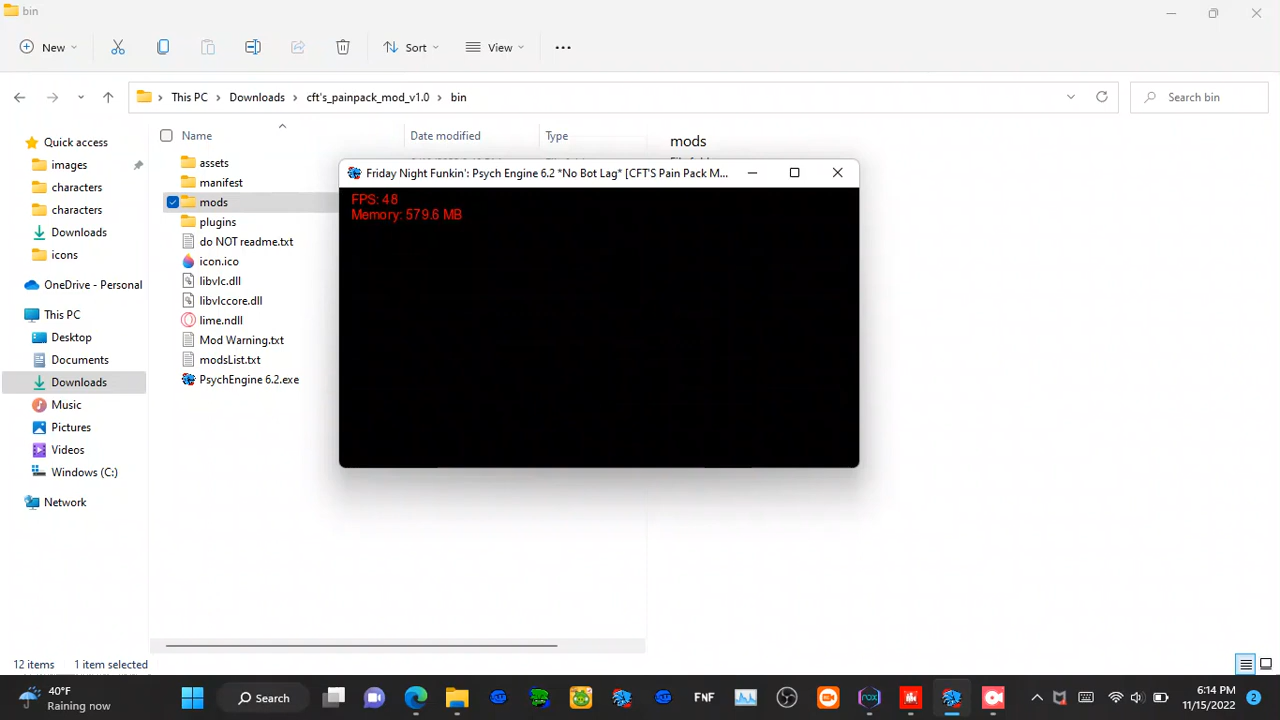 bin
New
Sort
View
This PC
Downloads
cft's_painpack_mod_v1.0
bin
Search bin
Name
Date modified
Type
mods
Quick access
images
characters
characters
Downloads
icons
OneDrive - Personal
This PC
Desktop
Documents
Downloads
Music
Pictures
Videos
Windows (C:)
Network
assets
manifest
mods
plugins
do NOT readme.txt
icon.ico
libvlc.dll
libvlccore.dll
lime.ndll
Mod Warning.txt
modsList.txt
PsychEngine 6.2.exe
Friday Night Funkin': Psych Engine 6.2 *No Bot Lag* [CFT'S Pain Pack M...
FPS: 48
Memory: 579.6 MB
12 items
1 item selected
40°F
Raining now
Search
FNF
6:14 PM
11/15/2022
2